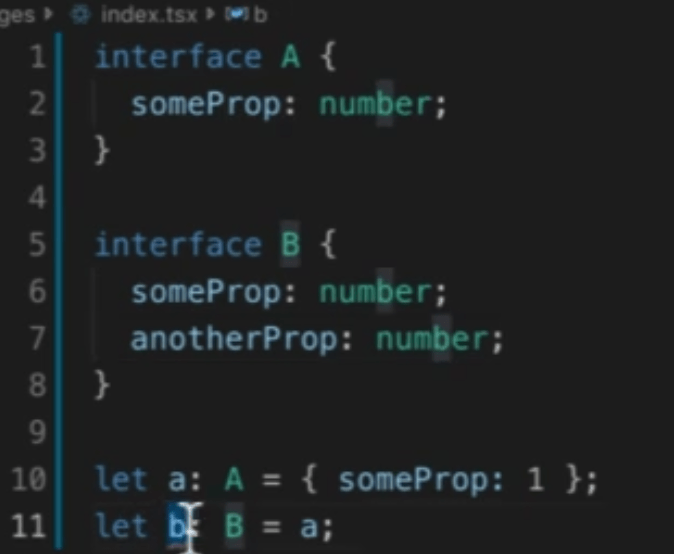 ges › index.tsx › b
1 interface A {
2   someProp: number;
3 }
4
5 interface B {
6   someProp: number;
7   anotherProp: number;
8 }
9
10 let a: A = { someProp: 1 };
11 let b: B = a;